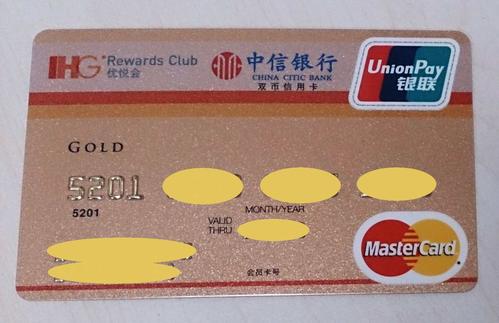 IHG® Rewards Club
优悦会
中信银行
CHINA CITIC BANK
双币信用卡
UnionPay
银联
GOLD
5201
5201
MONTH/YEAR
VALID
THRU
MasterCard
会员卡号